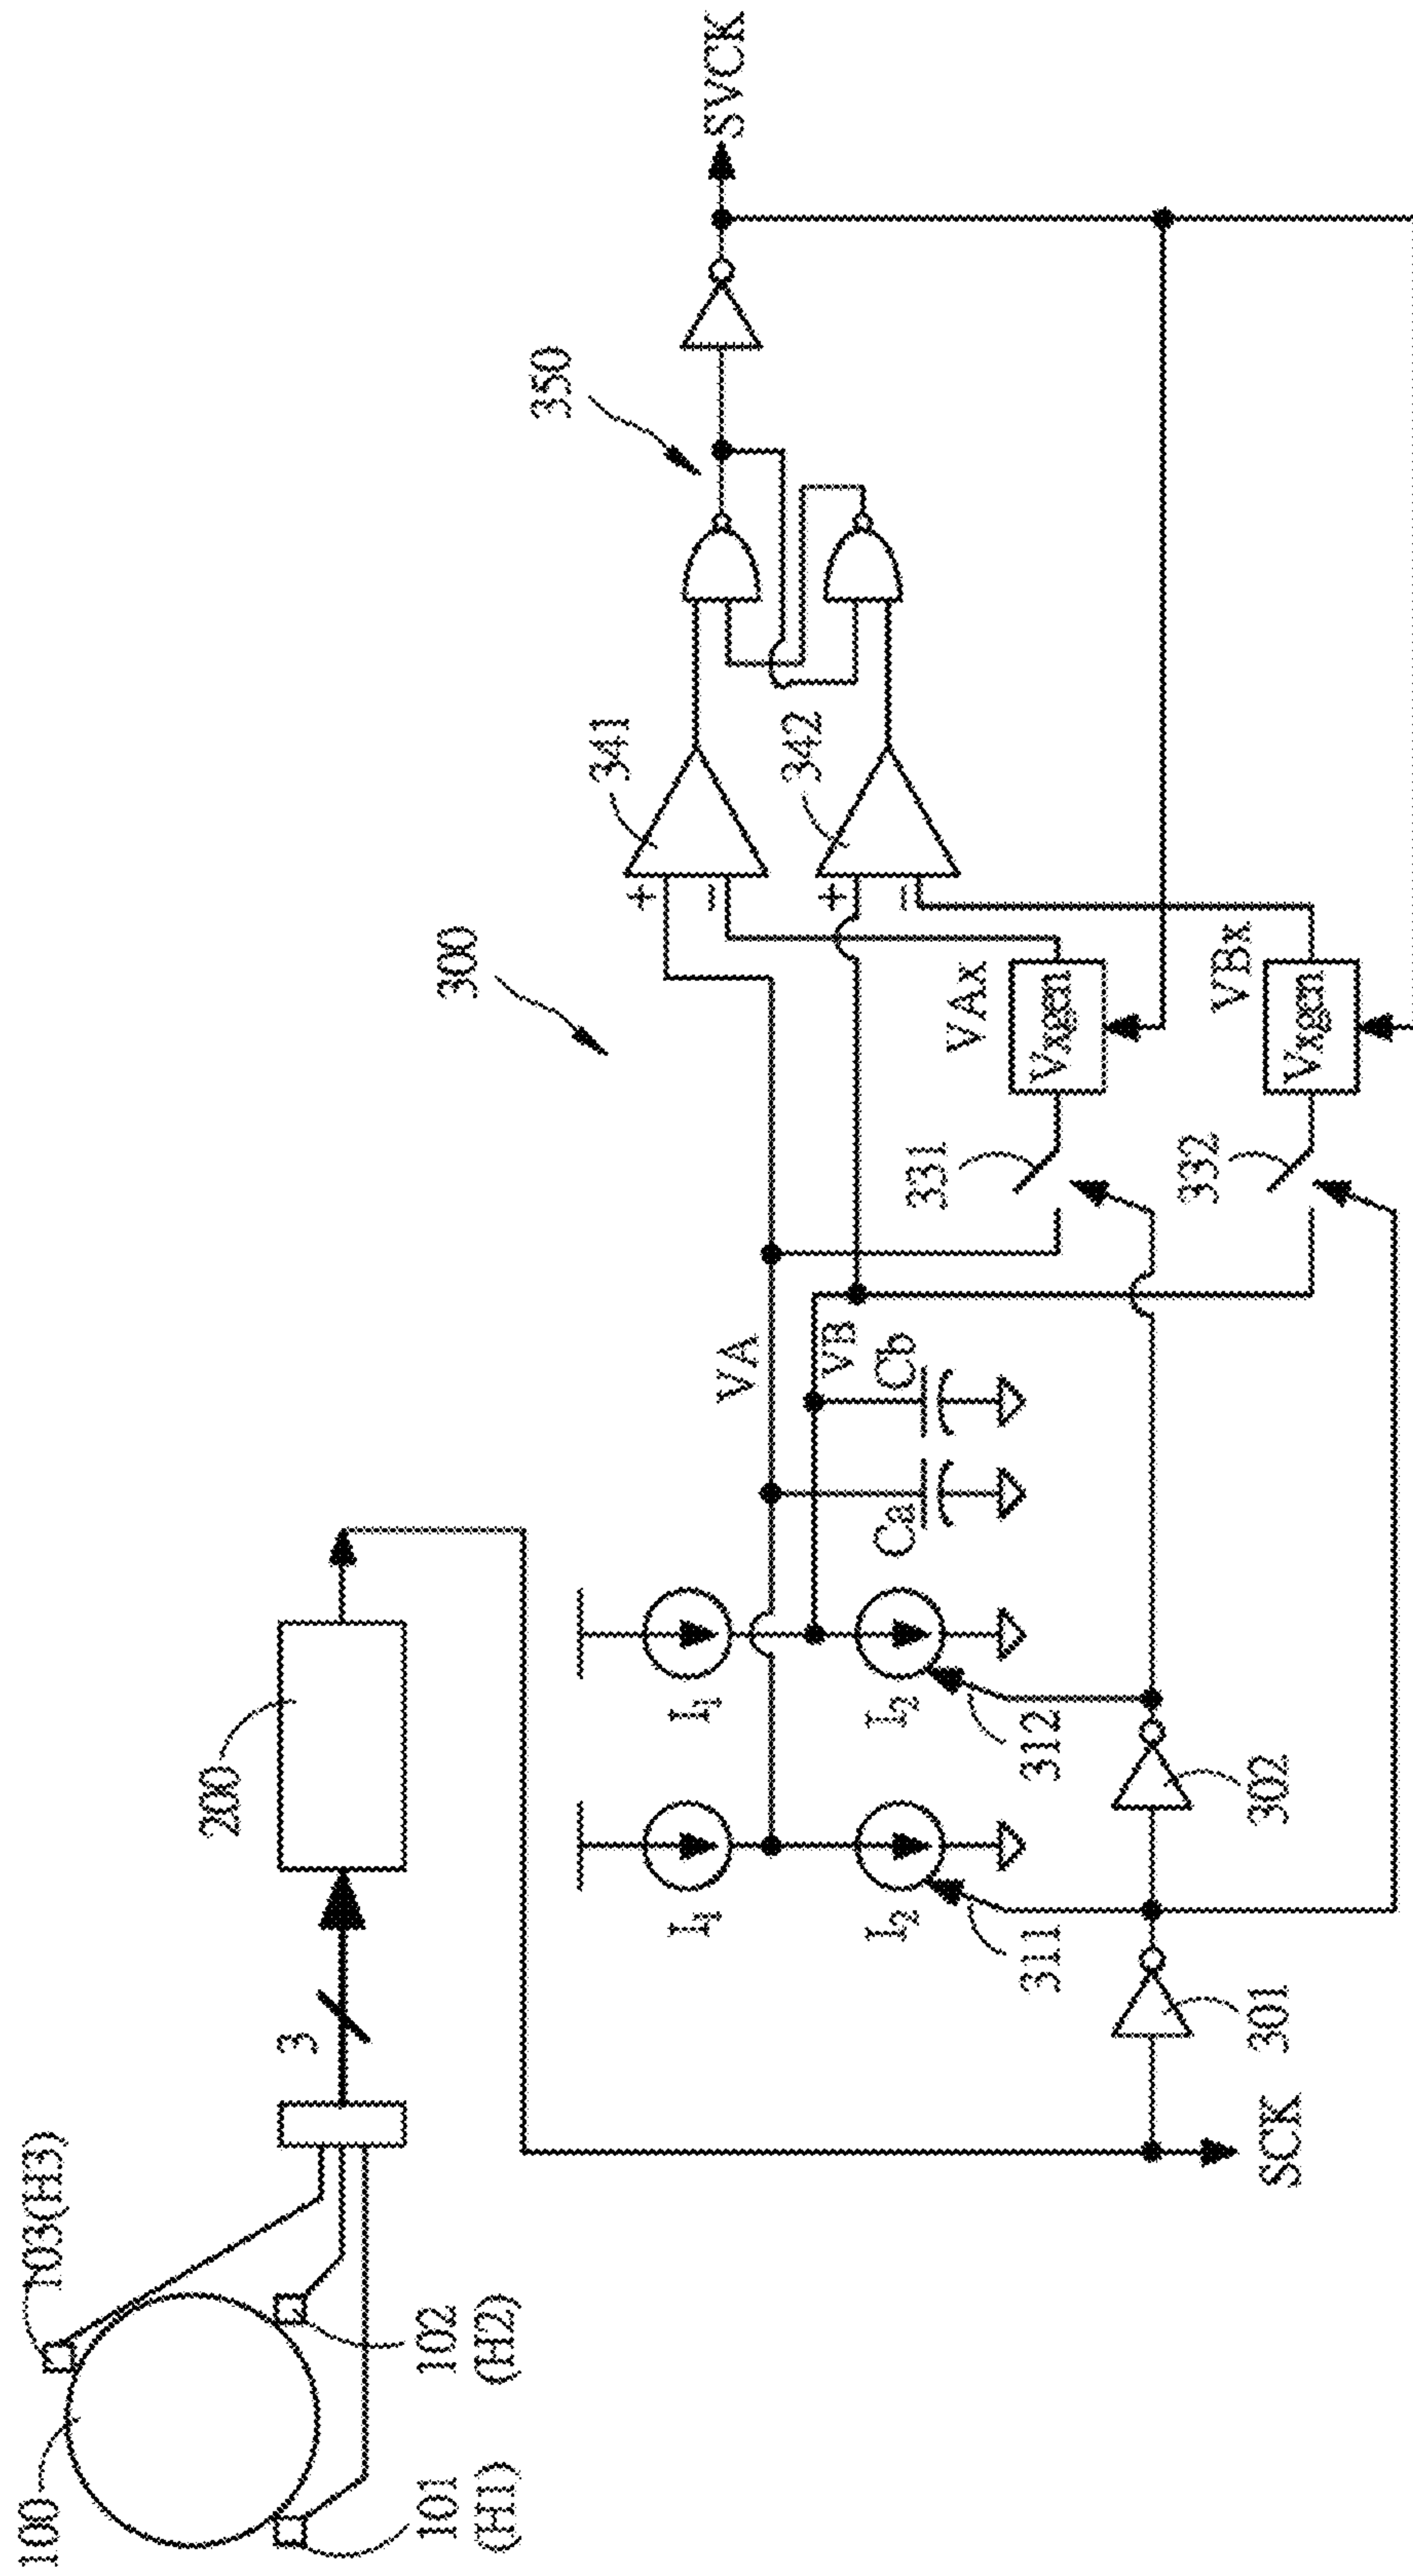 100
101
(H1)
102
(H2)
103(H3)
3
200
SCK
301
302
311
312
I1
I2
I1
I2
Ca
Cb
VA
VB
300
331
332
VAx
Vxgen
VBx
Vxgen
+
−
341
+
−
342
350
SVCK